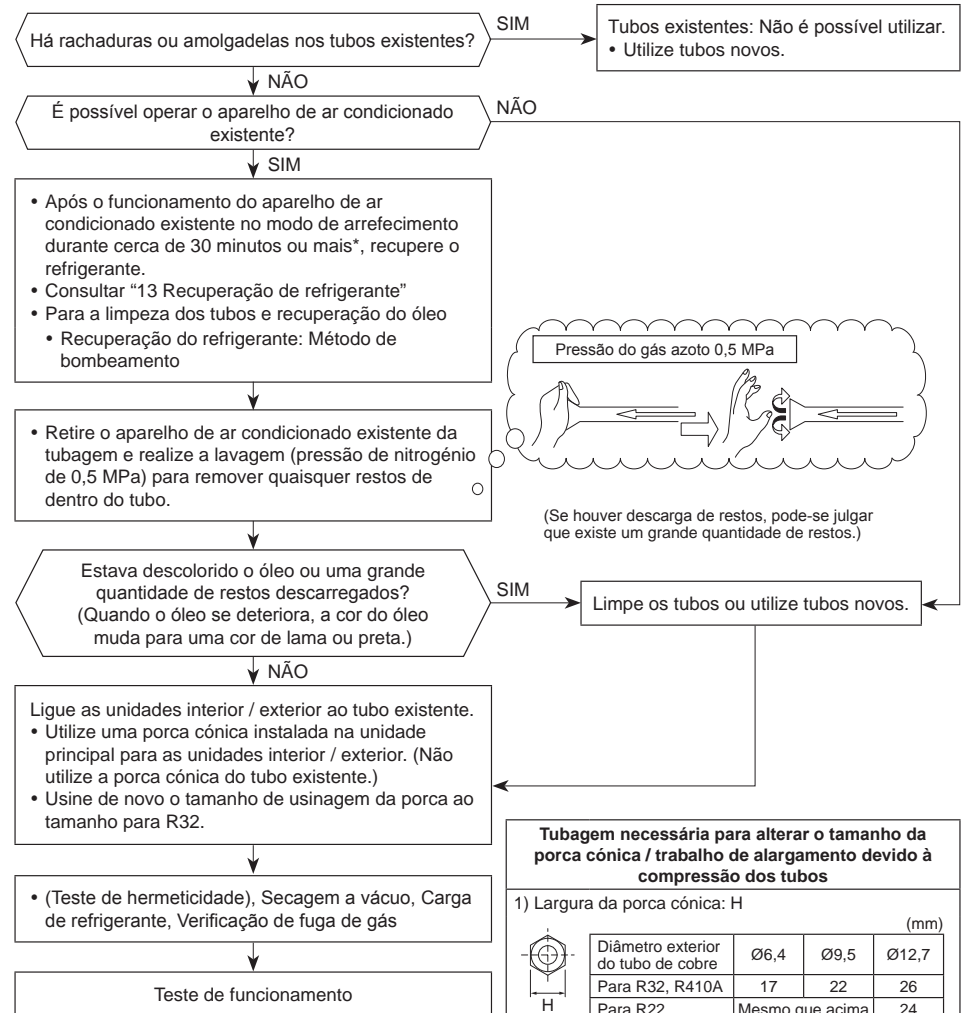 Há rachaduras ou amolgadelas nos tubos existentes?
SIM
Tubos existentes: Não é possível utilizar.
• Utilize tubos novos.
NÃO
É possível operar o aparelho de ar condicionado
existente?
NÃO
SIM
• Após o funcionamento do aparelho de ar
condicionado existente no modo de arrefecimento
durante cerca de 30 minutos ou mais*, recupere o
refrigerante.
• Consultar “13 Recuperação de refrigerante”
• Para a limpeza dos tubos e recuperação do óleo
• Recuperação do refrigerante: Método de
bombeamento
Pressão do gás azoto 0,5 MPa
• Retire o aparelho de ar condicionado existente da
tubagem e realize a lavagem (pressão de nitrogénio
de 0,5 MPa) para remover quaisquer restos de
dentro do tubo.
(Se houver descarga de restos, pode-se julgar
que existe um grande quantidade de restos.)
Estava descolorido o óleo ou uma grande
quantidade de restos descarregados?
(Quando o óleo se deteriora, a cor do óleo
muda para uma cor de lama ou preta.)
SIM
Limpe os tubos ou utilize tubos novos.
NÃO
Ligue as unidades interior / exterior ao tubo existente.
• Utilize uma porca cónica instalada na unidade
principal para as unidades interior / exterior. (Não
utilize a porca cónica do tubo existente.)
• Usine de novo o tamanho de usinagem da porca ao
tamanho para R32.
• (Teste de hermeticidade), Secagem a vácuo, Carga
de refrigerante, Verificação de fuga de gás
Teste de funcionamento
Tubagem necessária para alterar o tamanho da
porca cónica / trabalho de alargamento devido à
compressão dos tubos
1) Largura da porca cónica: H
(mm)
Diâmetro exterior
do tubo de cobre
Ø6,4 Ø9,5 Ø12,7
Para R32, R410A 17 22 26
Para R22 Mesmo que acima 24
H